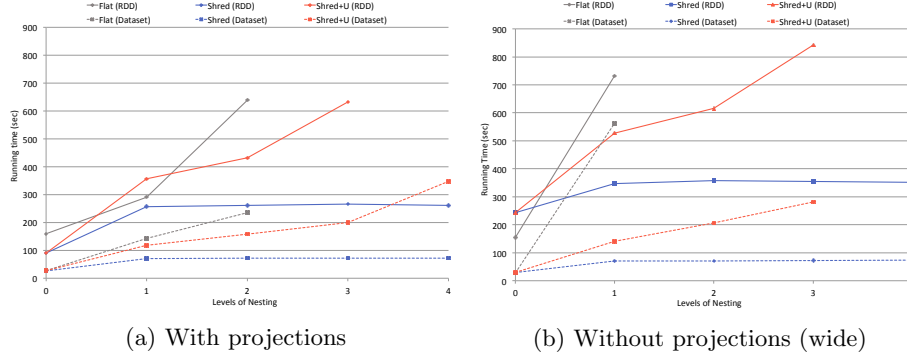 Flat (RDD) Shred (RDD) Shred+U (RDD)
Flat (Dataset) Shred (Dataset) Shred+U (Dataset)
900
800
700
600
500
400
300
200
100
0
Running time (sec)
0 1 2 3 4
Levels of Nesting
(a) With projections
Flat (RDD) Shred (RDD) Shred+U (RDD)
Flat (Dataset) Shred (Dataset) Shred+U (Dataset)
900
800
700
600
500
400
300
200
100
0
Running Time (sec)
0 1 2 3
Levels of Nesting
(b) Without projections (wide)